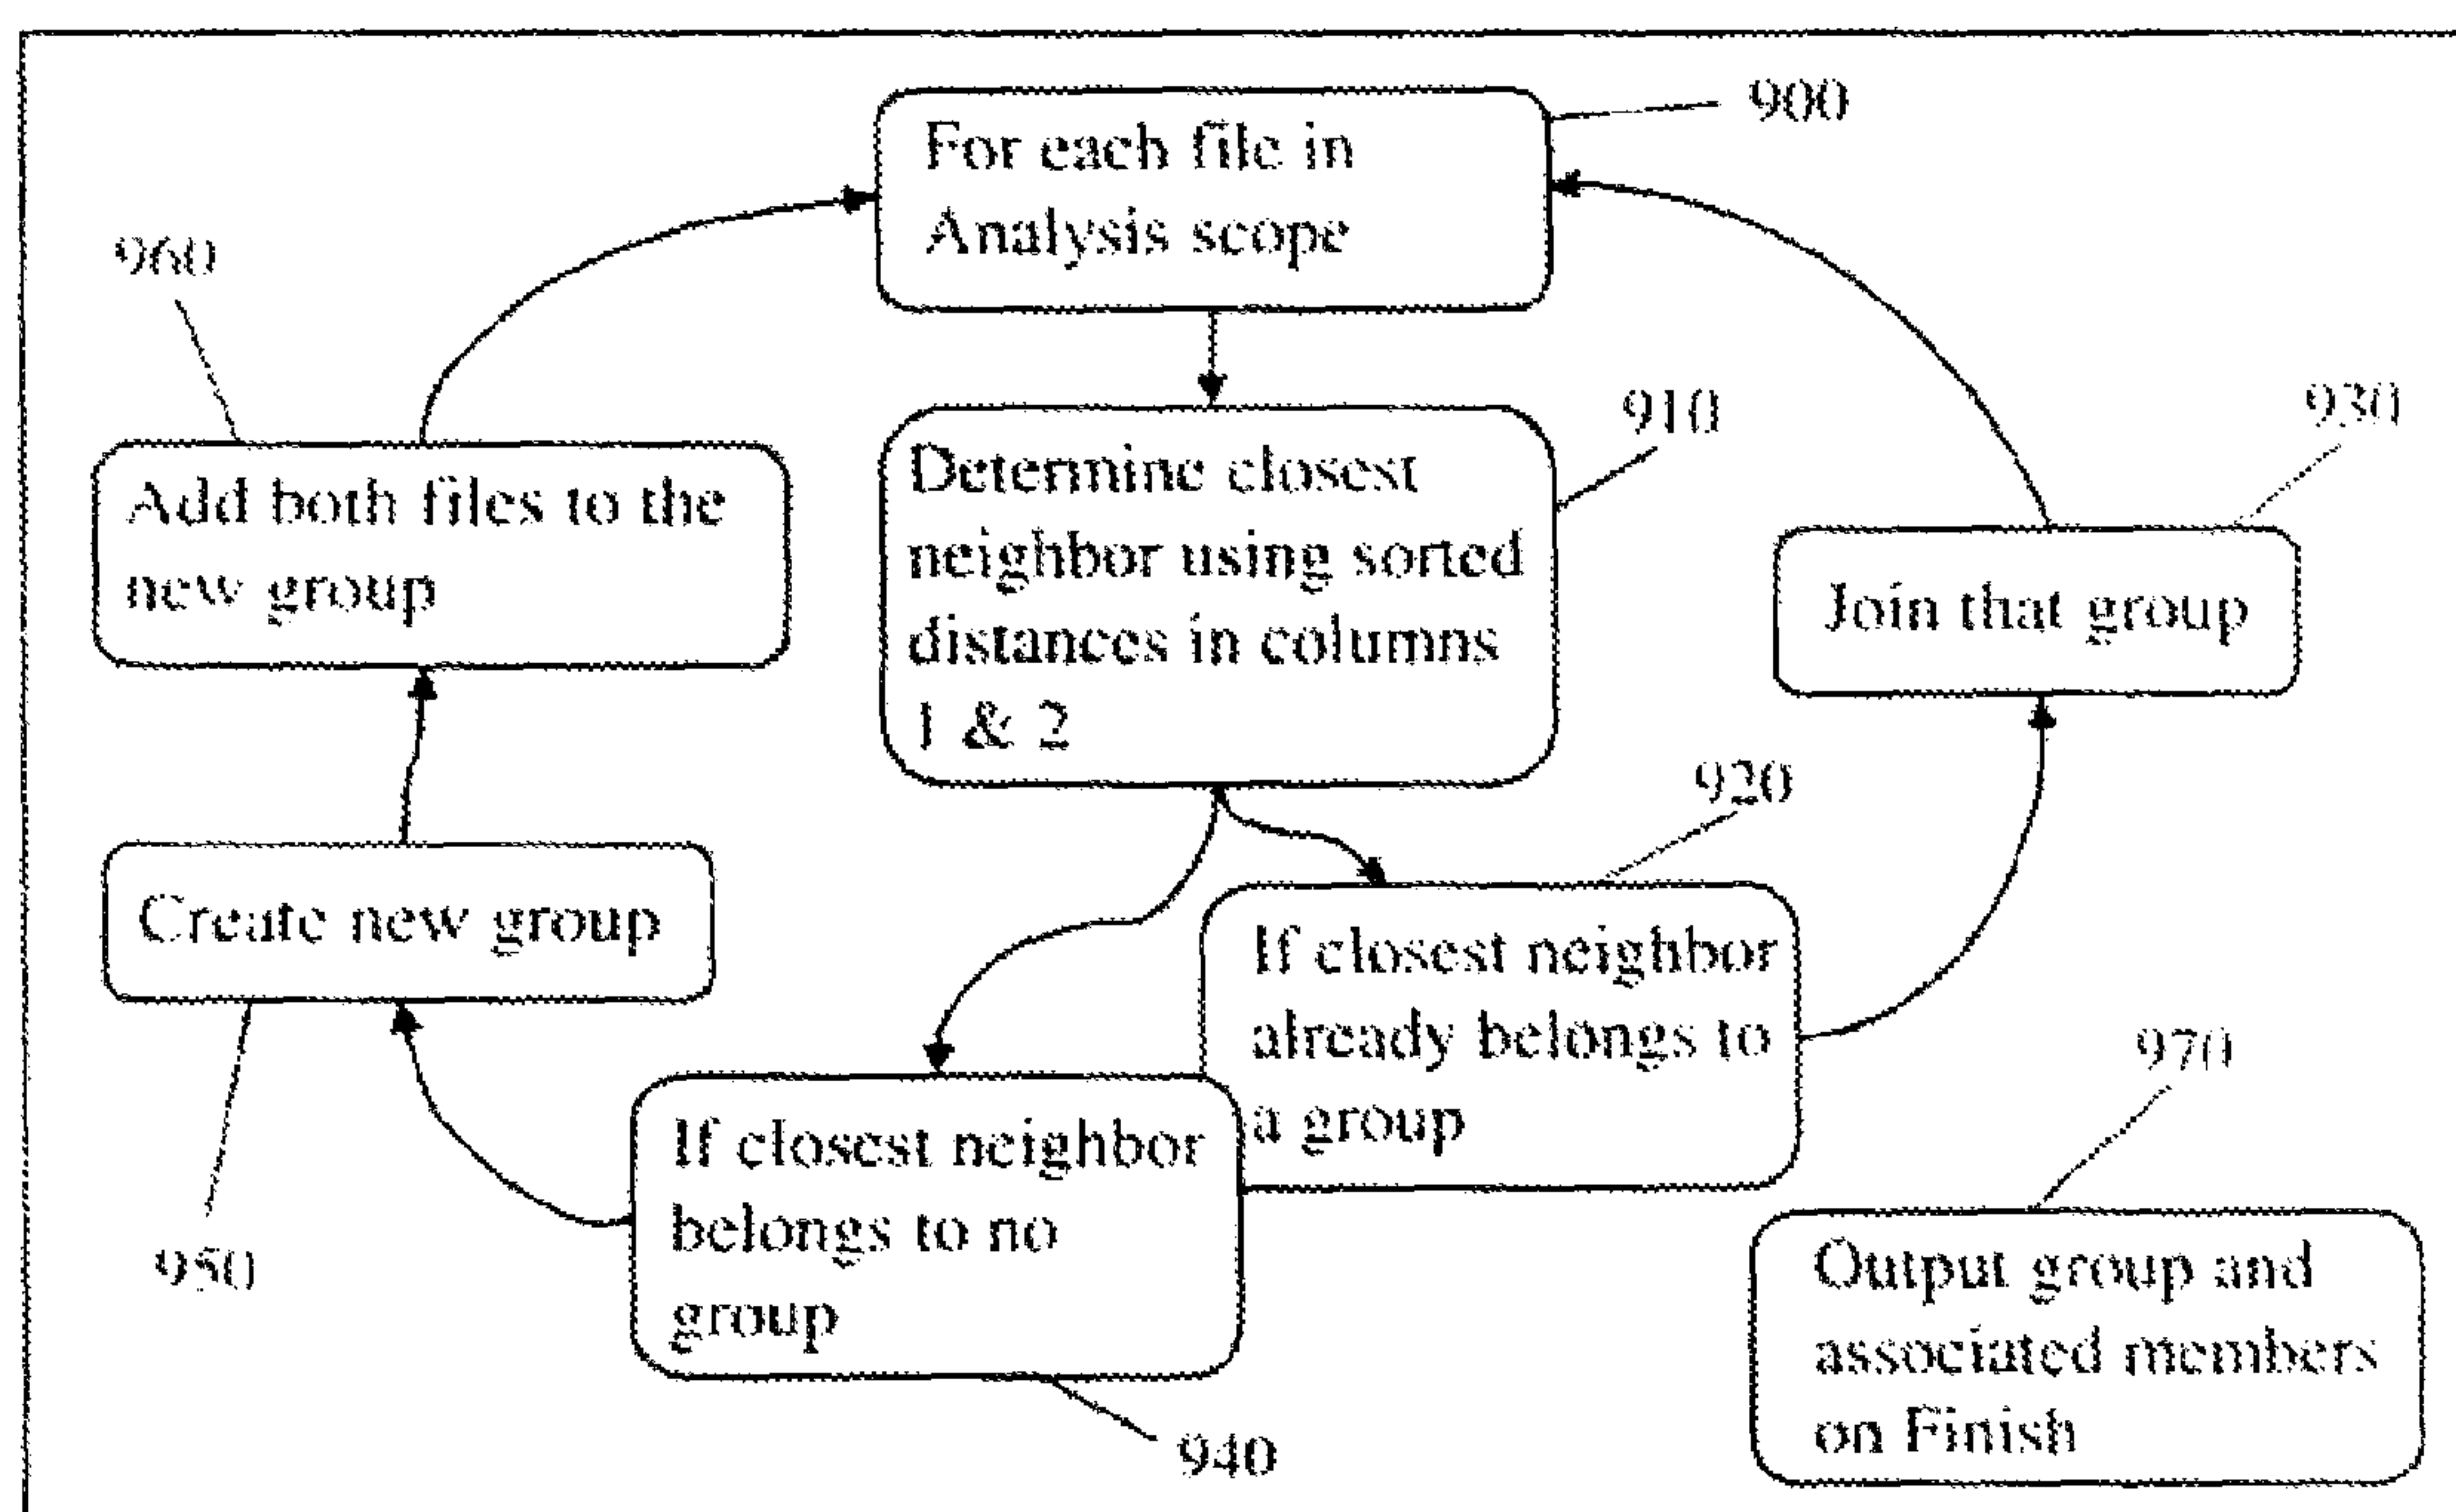 900
For each file in
Analysis scope
960
910
930
Add both files to the
new group
Determine closest
neighbor using sorted
distances in columns
1 & 2
Join that group
920
Create new group
If closest neighbor
already belongs to
a group
970
If closest neighbor
belongs to no
group
950
Output group and
associated members
on Finish
940